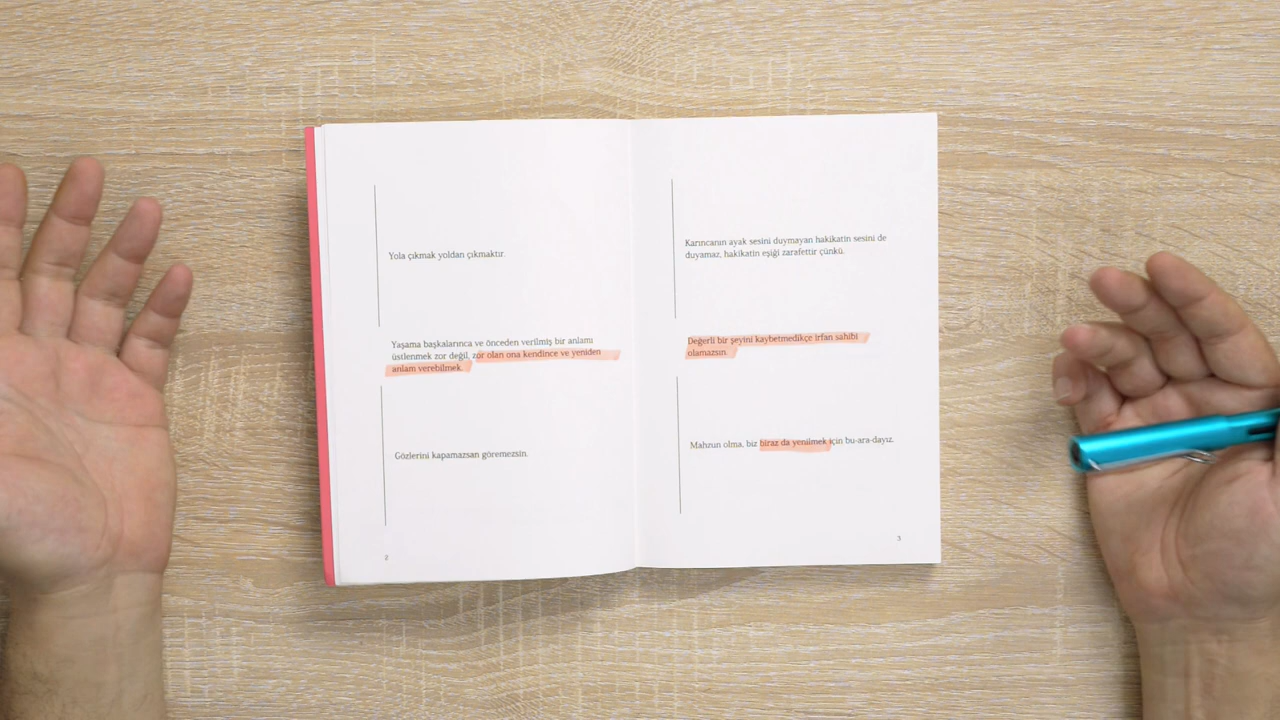 Yola çıkmak yoldan çıkmaktır.
Yaşama başkalarınca ve önceden verilmiş bir anlamı
üstlenmek zor değil, zor olan ona kendince ve yeniden
anlam verebilmek.
Gözlerini kapamazsan göremezsin.
2
Karıncanın ayak sesini duymayan hakikatin sesini de
duyamaz, hakikatin eşiği zarafettir çünkü.
Değerli bir şeyini kaybetmedikçe irfan sahibi
olamazsın.
Mahzun olma, biz biraz da yenilmek için bu-ara-dayız.
3